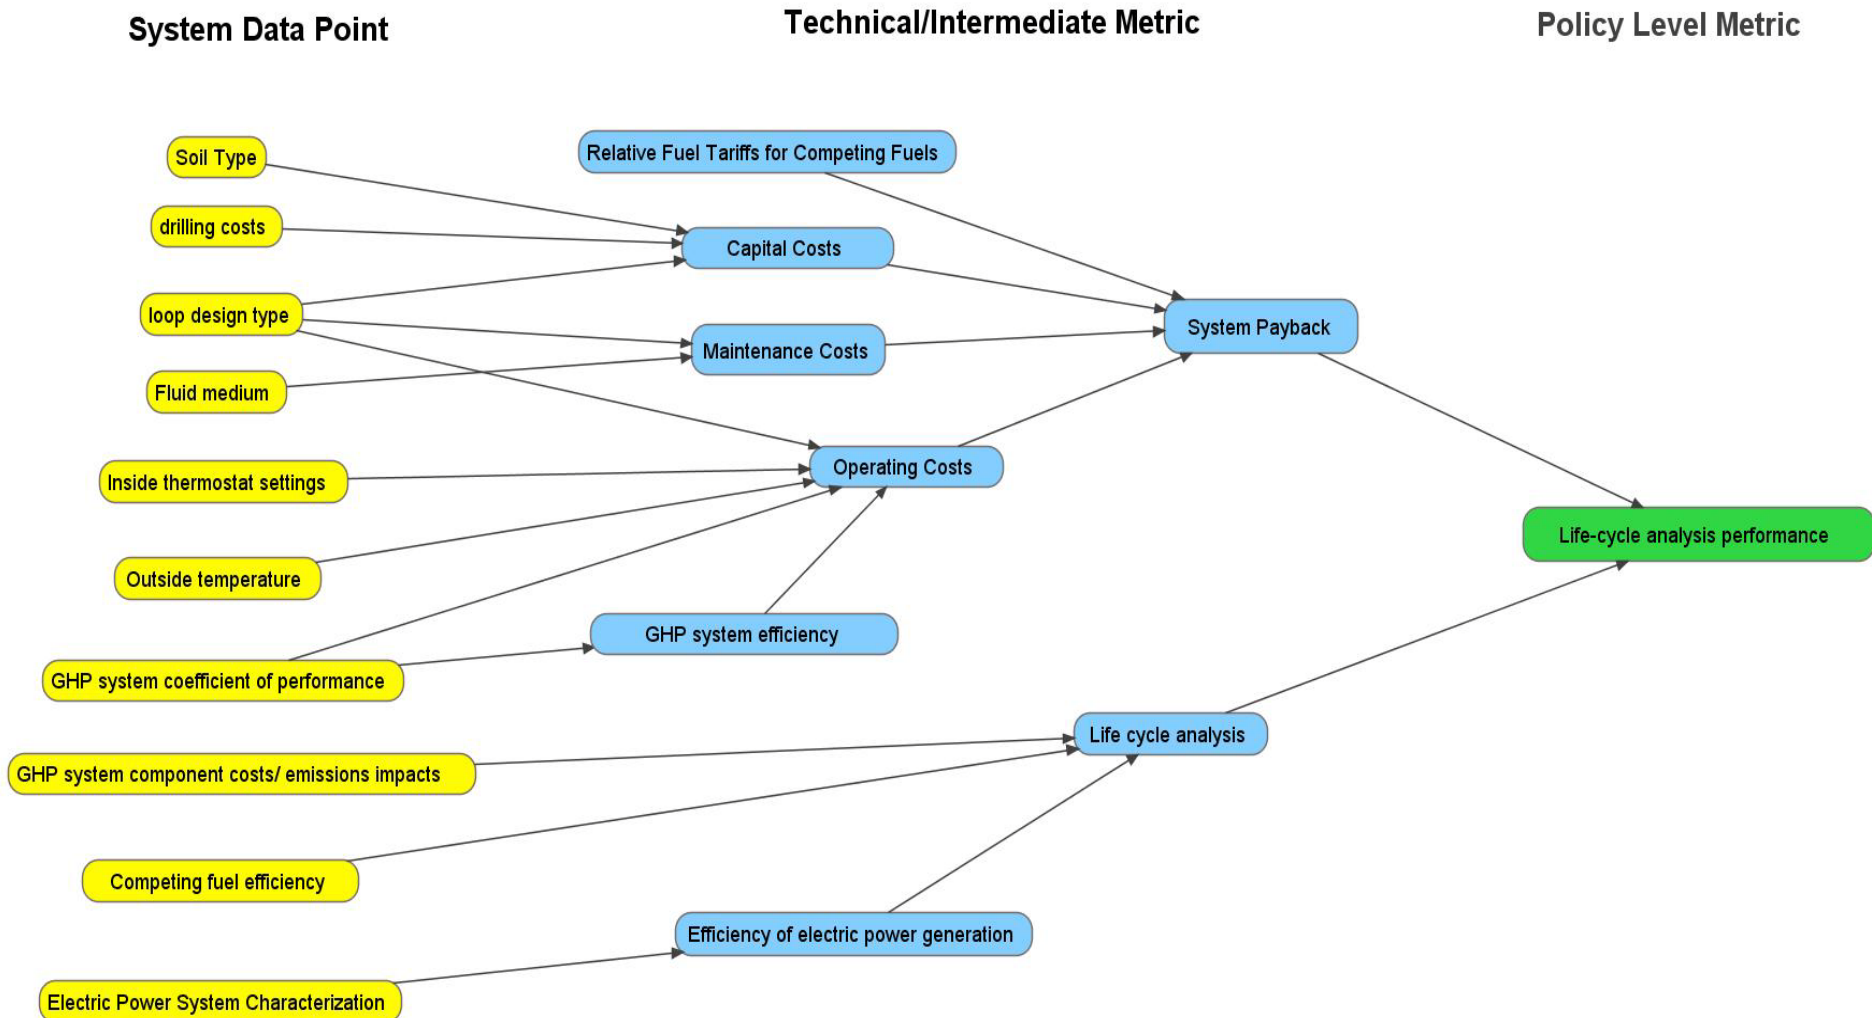 System Data Point
Technical/Intermediate Metric
Policy Level Metric
Soil Type
Relative Fuel Tariffs for Competing Fuels
drilling costs
Capital Costs
loop design type
System Payback
Maintenance Costs
Fluid medium
Operating Costs
Inside thermostat settings
Life-cycle analysis performance
Outside temperature
GHP system efficiency
GHP system coefficient of performance
Life cycle analysis
GHP system component costs/ emissions impacts
Competing fuel efficiency
Efficiency of electric power generation
Electric Power System Characterization